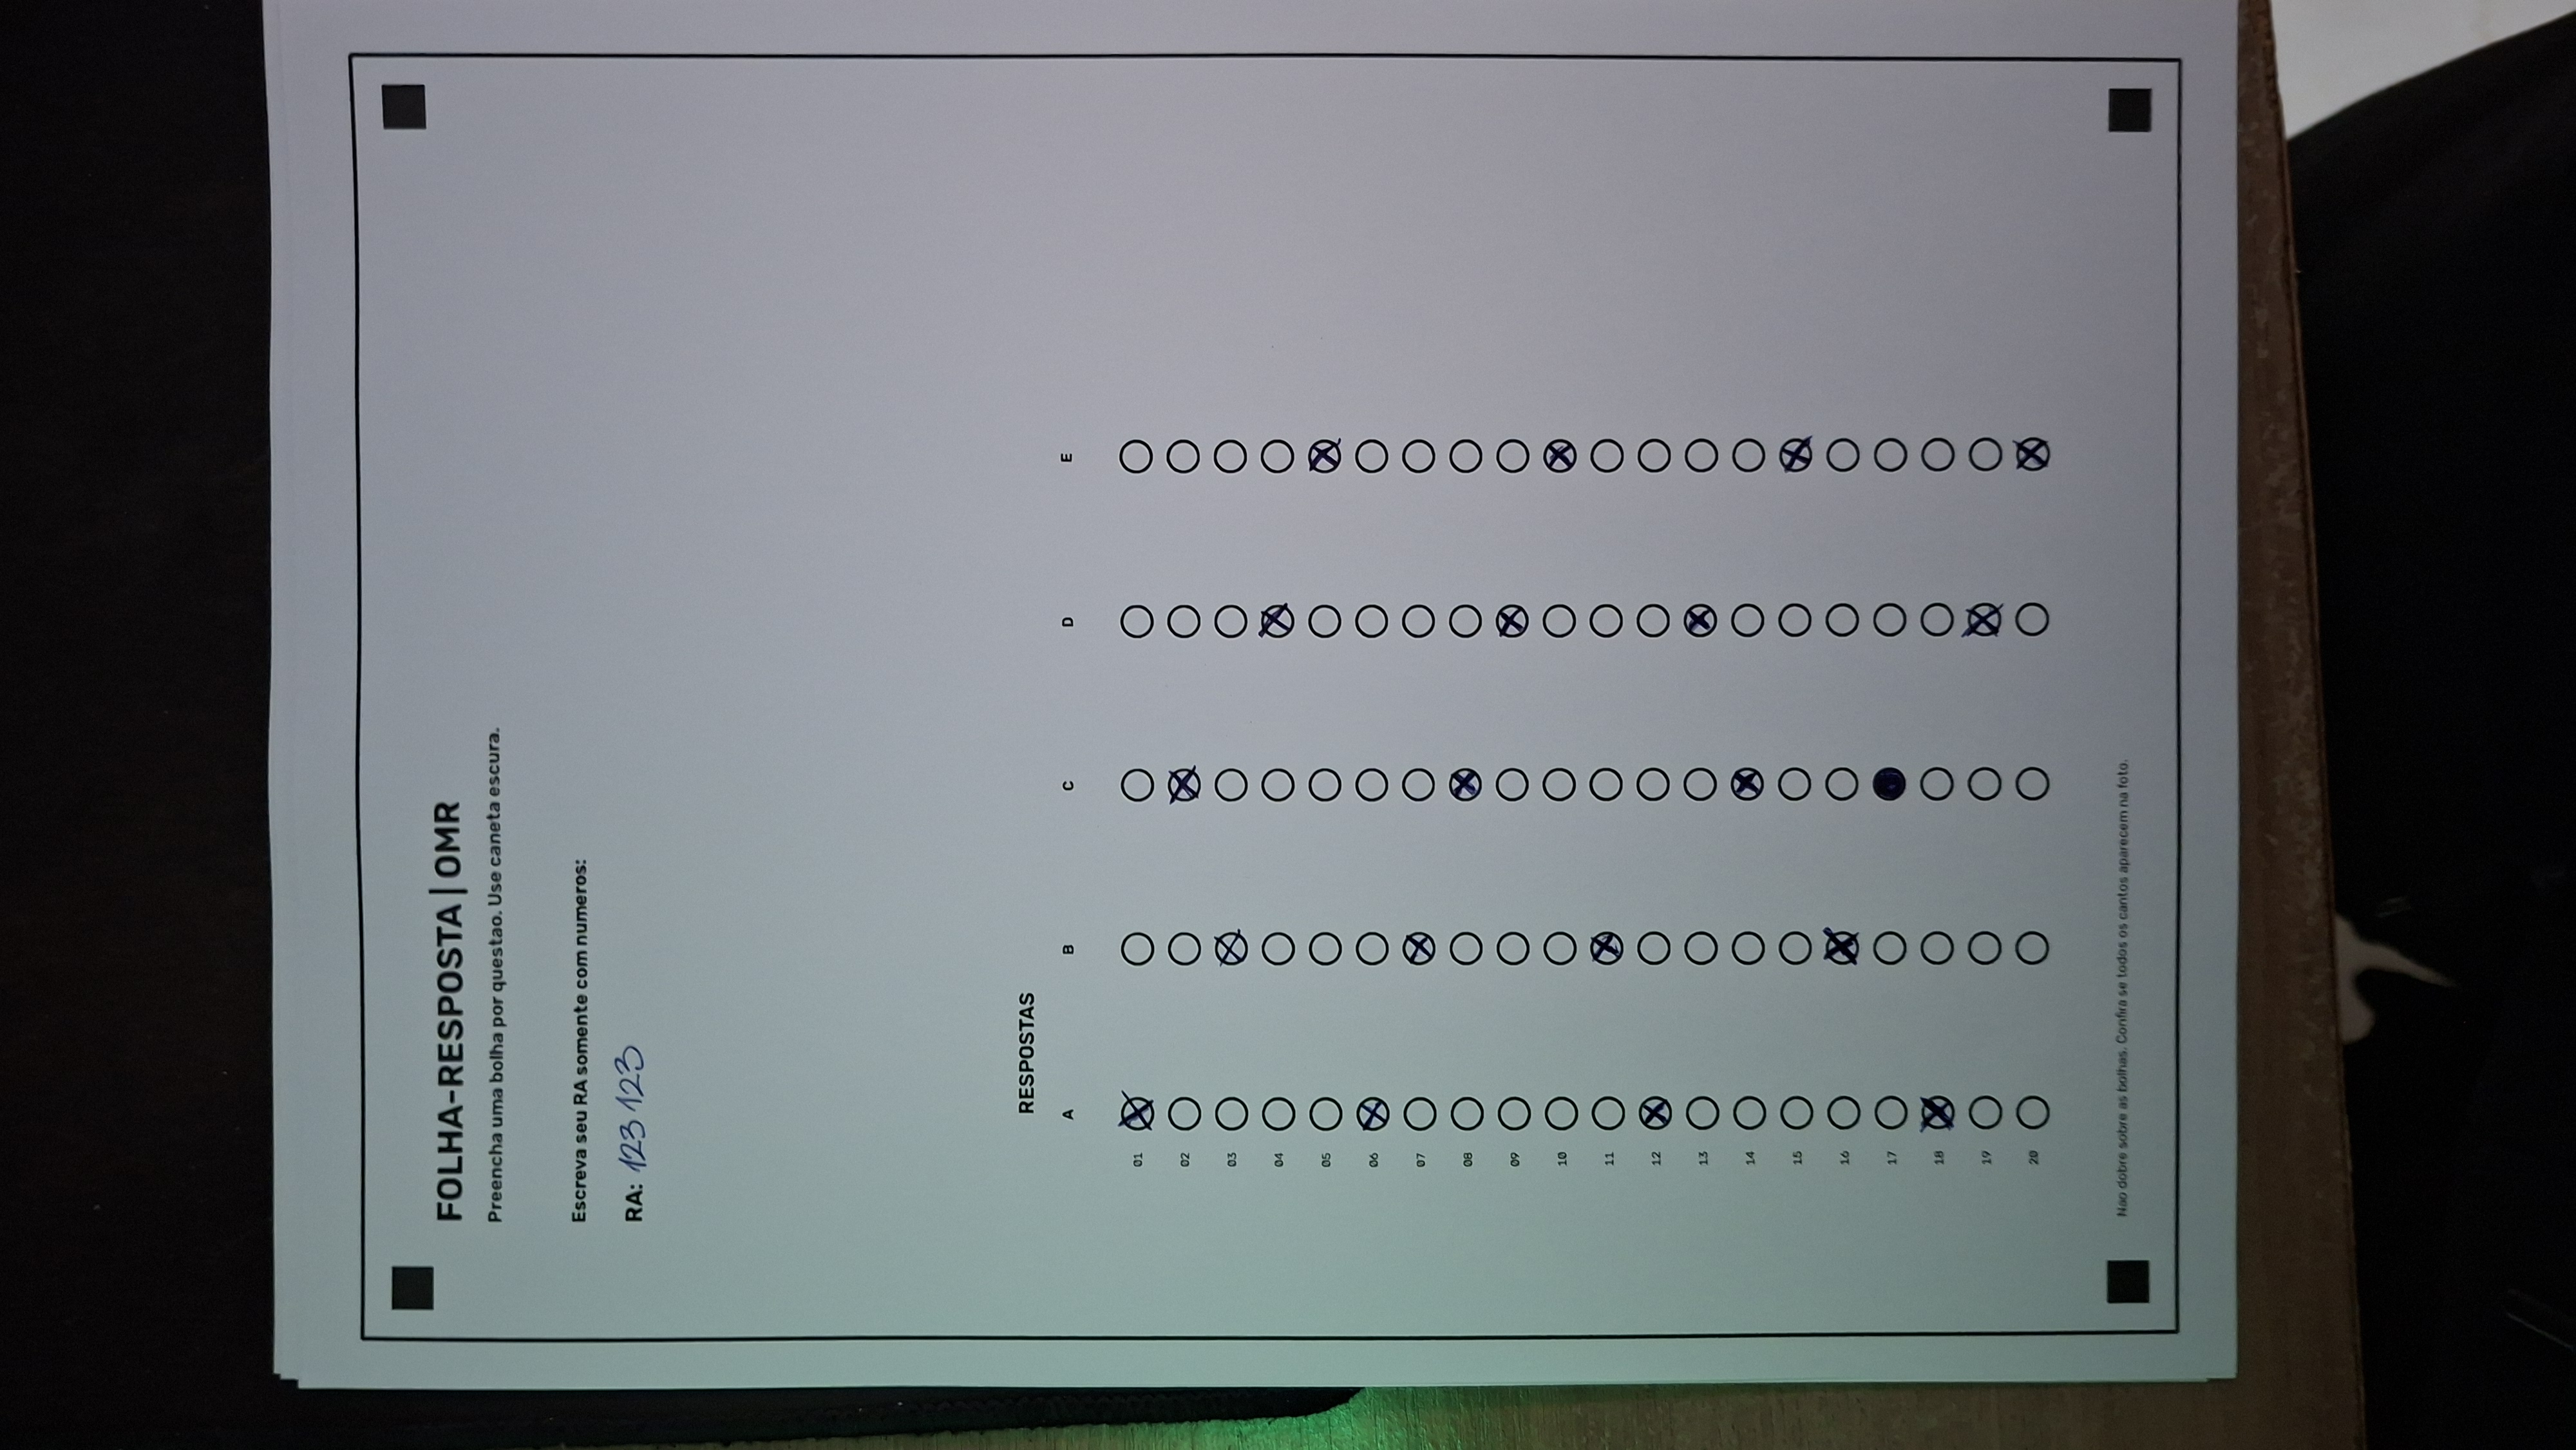 FOLHA-RESPOSTA | OMR
Preencha uma bolha por questao. Use caneta escura.
Escreva seu RA somente com numeros:
RA: 123123
RESPOSTAS
A B C D E
01
02
03
04
05
06
07
08
09
10
11
12
13
14
15
16
17
18
19
20
Nao dobre sobre as bolhas. Confira se todos os cantos aparecem na foto.